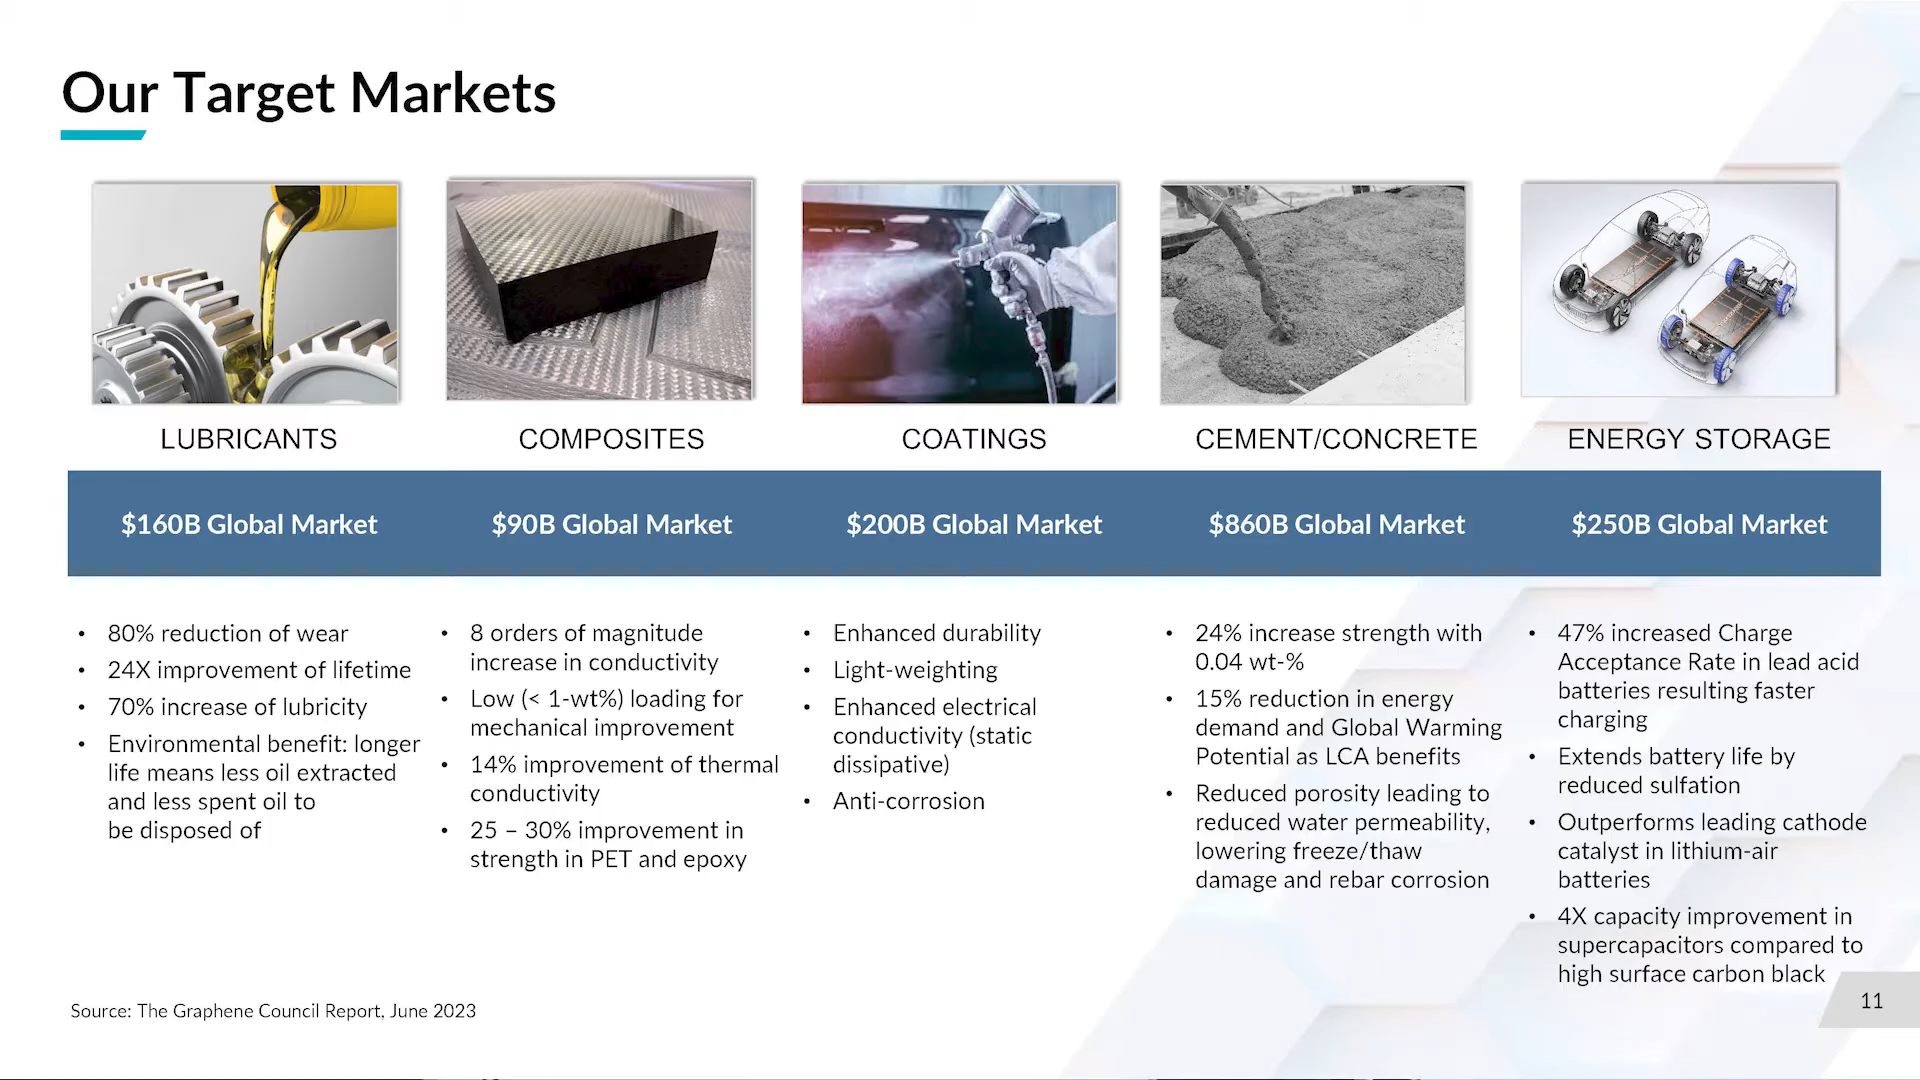 Our Target Markets
LUBRICANTS
COMPOSITES
COATINGS
CEMENT/CONCRETE
ENERGY STORAGE
$160B Global Market
$90B Global Market
$200B Global Market
$860B Global Market
$250B Global Market
• 80% reduction of wear
• 24X improvement of lifetime
• 70% increase of lubricity
• Environmental benefit: longer
life means less oil extracted
and less spent oil to
be disposed of
• 8 orders of magnitude
increase in conductivity
• Low (< 1-wt%) loading for
mechanical improvement
• 14% improvement of thermal
conductivity
• 25 – 30% improvement in
strength in PET and epoxy
• Enhanced durability
• Light-weighting
• Enhanced electrical
conductivity (static
dissipative)
• Anti-corrosion
• 24% increase strength with
0.04 wt-%
• 15% reduction in energy
demand and Global Warming
Potential as LCA benefits
• Reduced porosity leading to
reduced water permeability,
lowering freeze/thaw
damage and rebar corrosion
• 47% increased Charge
Acceptance Rate in lead acid
batteries resulting faster
charging
• Extends battery life by
reduced sulfation
• Outperforms leading cathode
catalyst in lithium-air
batteries
• 4X capacity improvement in
supercapacitors compared to
high surface carbon black
Source: The Graphene Council Report, June 2023
11